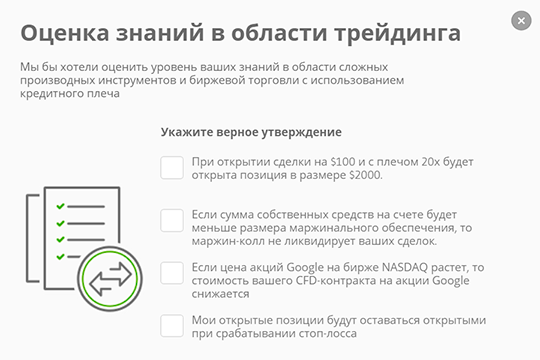 Оценка знаний в области трейдинга
Мы бы хотели оценить уровень ваших знаний в области сложных
производных инструментов и биржевой торговли с использованием
кредитного плеча
Укажите верное утверждение
При открытии сделки на $100 и с плечом 20x будет
открыта позиция в размере $2000.
Если сумма собственных средств на счете будет
меньше размера маржинального обеспечения, то
маржин-колл не ликвидирует ваших сделок.
Если цена акций Google на бирже NASDAQ растет, то
стоимость вашего CFD-контракта на акции Google
снижается
Мои открытые позиции будут оставаться открытыми
при срабатывании стоп-лосса